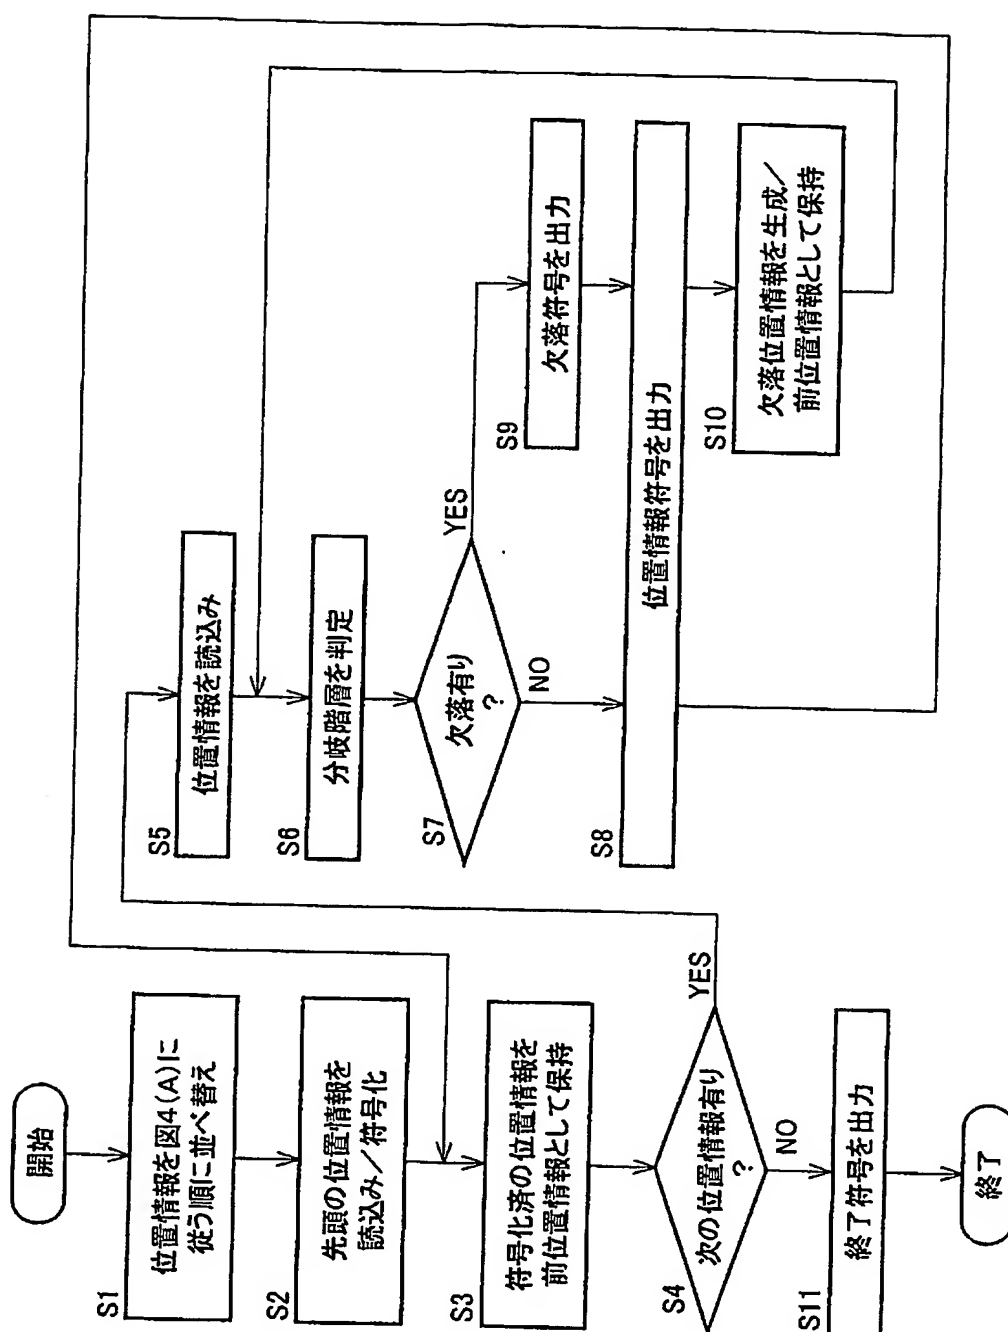 開始
S1
位置情報を図4(A)に
従う順に並べ替え
S2
先頭の位置情報を
読込み／符号化
S3
符号化済の位置情報を
前位置情報として保持
S4
次の位置情報有り
?
YES
NO
S11
終了符号を出力
終了
S5
位置情報を読込み
S6
分岐階層を判定
S7
欠落有り
?
YES
NO
S9
欠落符号を出力
S8
位置情報符号を出力
S10
欠落位置情報を生成／
前位置情報として保持